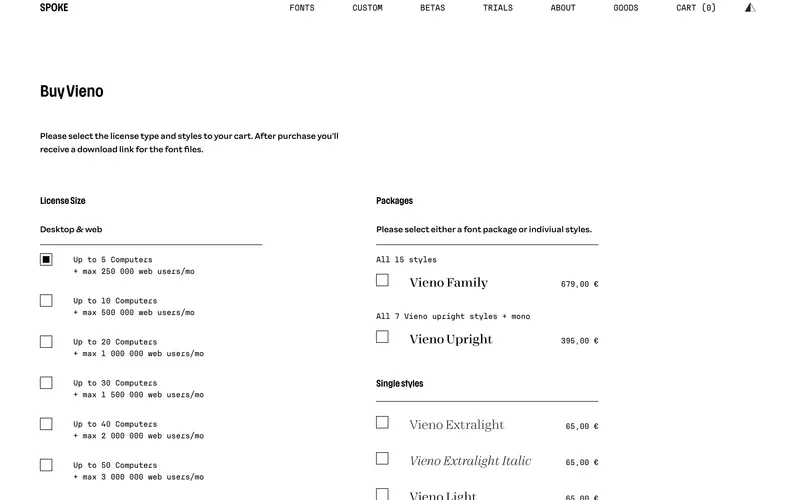 SPOKE
FONTS
CUSTOM
BETAS
TRIALS
ABOUT
GOODS
CART (0)
Buy Vieno
Please select the license type and styles to your cart. After purchase you'll
receive a download link for the font files.
License Size
Desktop & web
Up to 5 Computers
+ max 250 000 web users/mo
Up to 10 Computers
+ max 500 000 web users/mo
Up to 20 Computers
+ max 1 000 000 web users/mo
Up to 30 Computers
+ max 1 500 000 web users/mo
Up to 40 Computers
+ max 2 000 000 web users/mo
Up to 50 Computers
+ max 3 000 000 web users/mo
Packages
Please select either a font package or indiviual styles.
All 15 styles
Vieno Family 679,00 €
All 7 Vieno upright styles + mono
Vieno Upright 395,00 €
Single styles
Vieno Extralight 65,00 €
Vieno Extralight Italic 65,00 €
Vieno Light 65,00 €